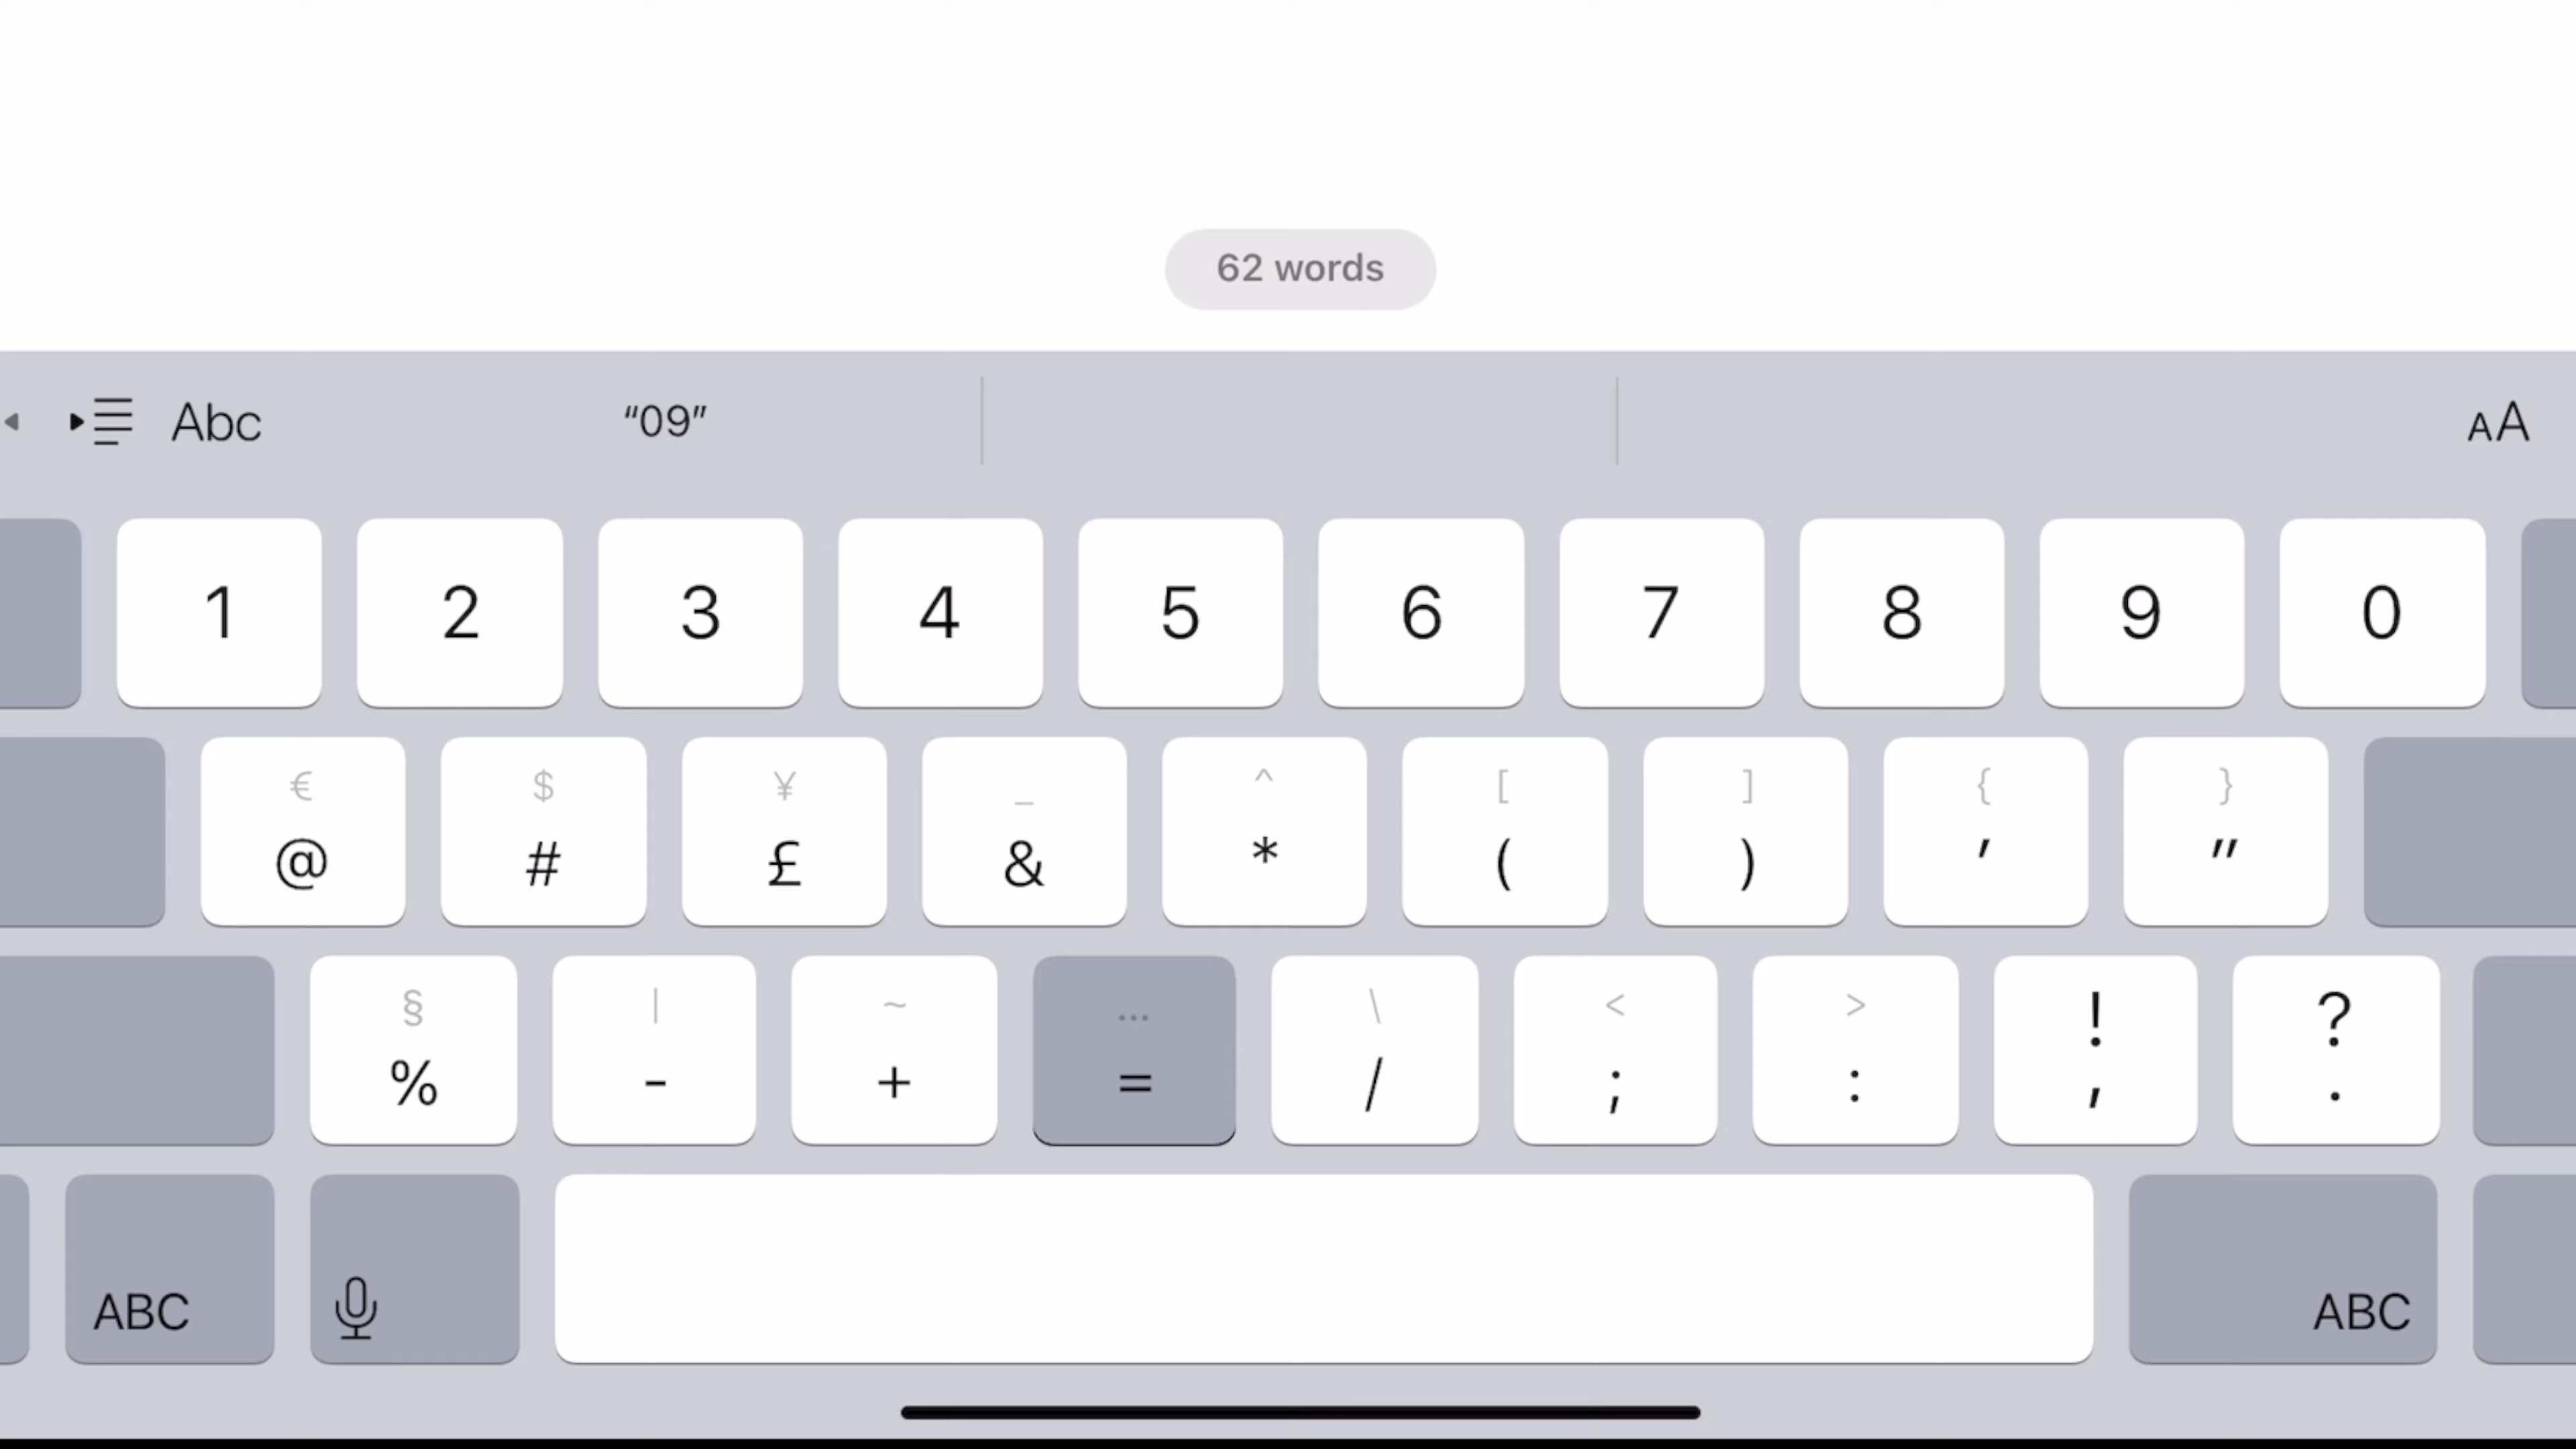 62 words
Abc “09” AA
1 2 3 4 5 6 7 8 9 0
€ $ ¥ _ ^ [ ] { }
@ # £ & * ( ) ' "
§ | ~ … \ < > ! ?
% - + = / ; : , .
ABC ABC